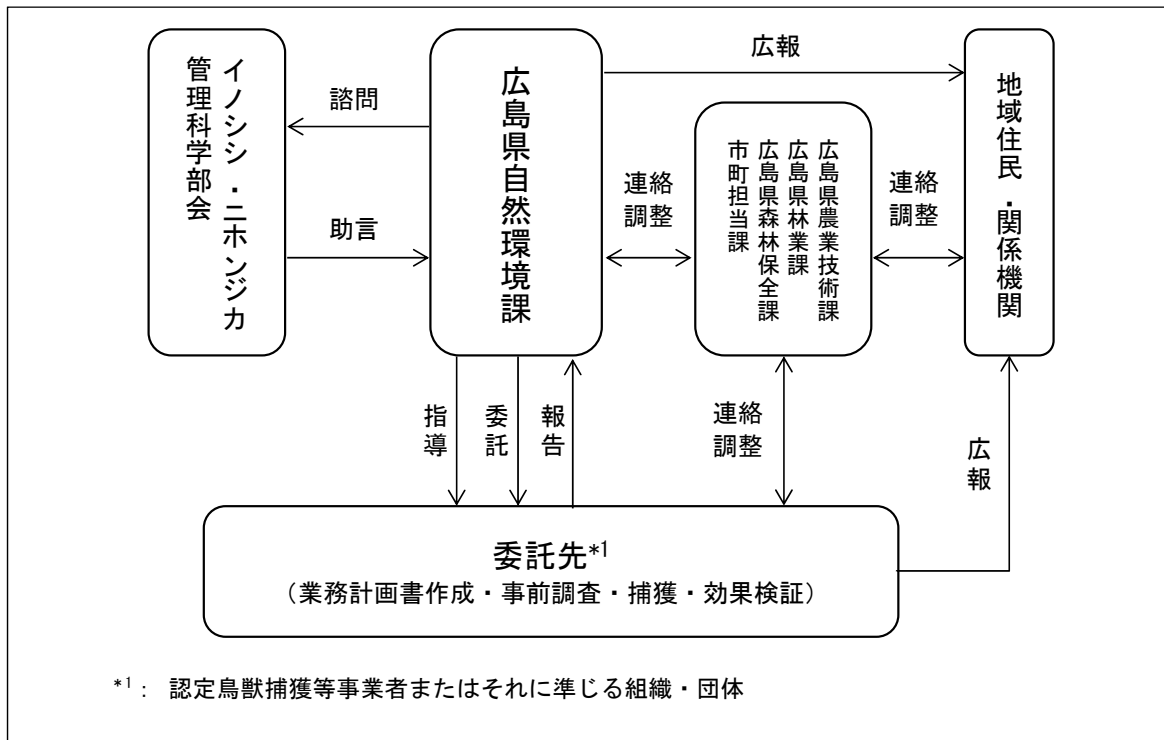 イノシシ・ニホンジカ
管理科学部会
諮問
助言
広島県自然環境課
広報
連絡
調整
広島県農業技術課
広島県林業課
広島県森林保全課
市町担当課
連絡
調整
地域住民・関係機関
指導
委託
報告
連絡
調整
広報
委託先*1
（業務計画書作成・事前調査・捕獲・効果検証）
*1： 認定鳥獣捕獲等事業者またはそれに準じる組織・団体